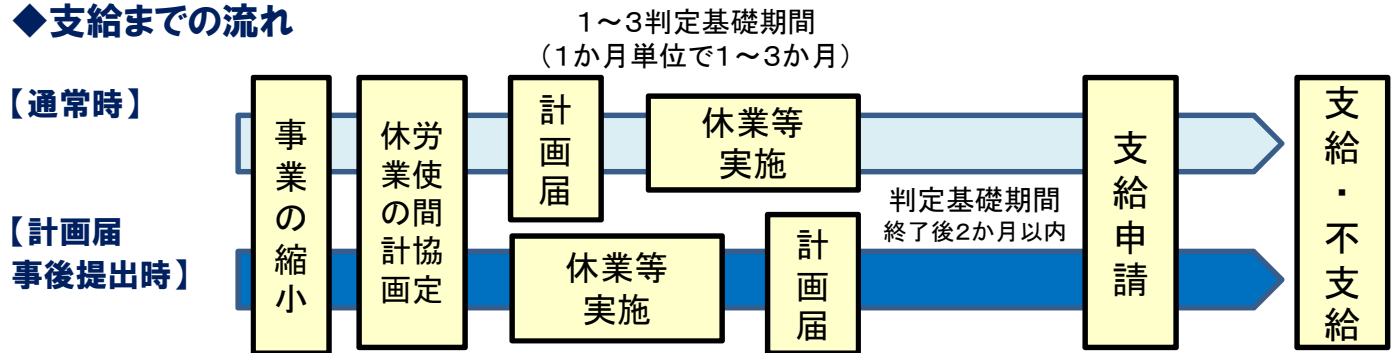 ◆支給までの流れ
1～3判定基礎期間
（1か月単位で1～3か月）
【通常時】
事業の縮小
労使間協定
休業の計画
計画届
休業等
実施
支給申請
支給・不支給
【計画届
事後提出時】
休業等
実施
計画届
判定基礎期間
終了後2か月以内